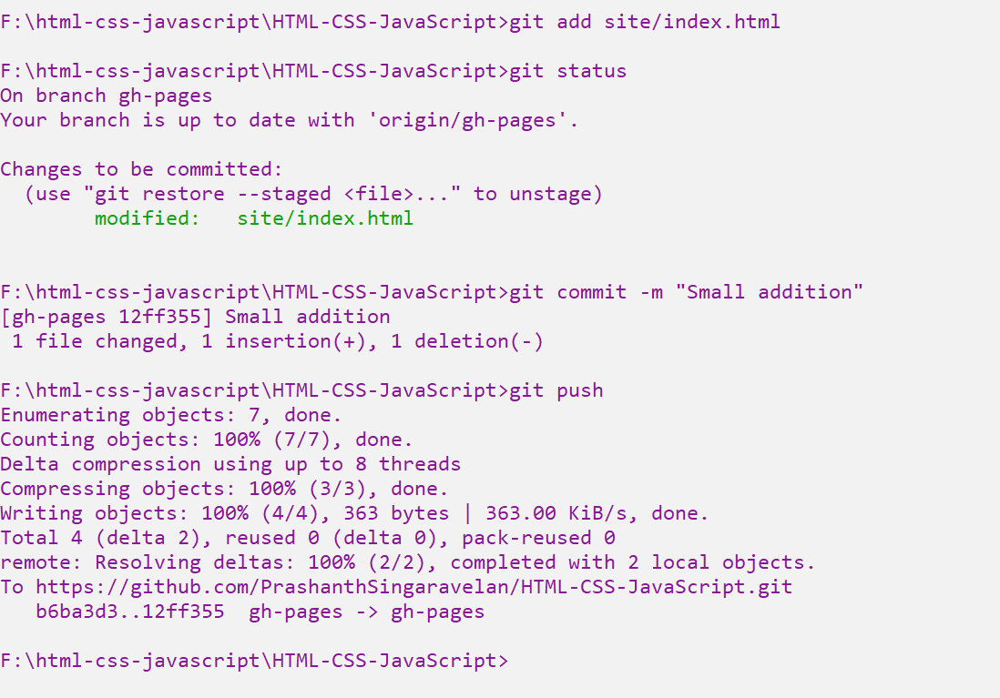 F:\html-css-javascript\HTML-CSS-JavaScript>git add site/index.html
F:\html-css-javascript\HTML-CSS-JavaScript>git status
On branch gh-pages
Your branch is up to date with 'origin/gh-pages'.
Changes to be committed:
  (use "git restore --staged <file>..." to unstage)
        modified:   site/index.html
F:\html-css-javascript\HTML-CSS-JavaScript>git commit -m "Small addition"
[gh-pages 12ff355] Small addition
 1 file changed, 1 insertion(+), 1 deletion(-)
F:\html-css-javascript\HTML-CSS-JavaScript>git push
Enumerating objects: 7, done.
Counting objects: 100% (7/7), done.
Delta compression using up to 8 threads
Compressing objects: 100% (3/3), done.
Writing objects: 100% (4/4), 363 bytes | 363.00 KiB/s, done.
Total 4 (delta 2), reused 0 (delta 0), pack-reused 0
remote: Resolving deltas: 100% (2/2), completed with 2 local objects.
To https://github.com/PrashanthSingaravelan/HTML-CSS-JavaScript.git
   b6ba3d3..12ff355  gh-pages -> gh-pages
F:\html-css-javascript\HTML-CSS-JavaScript>